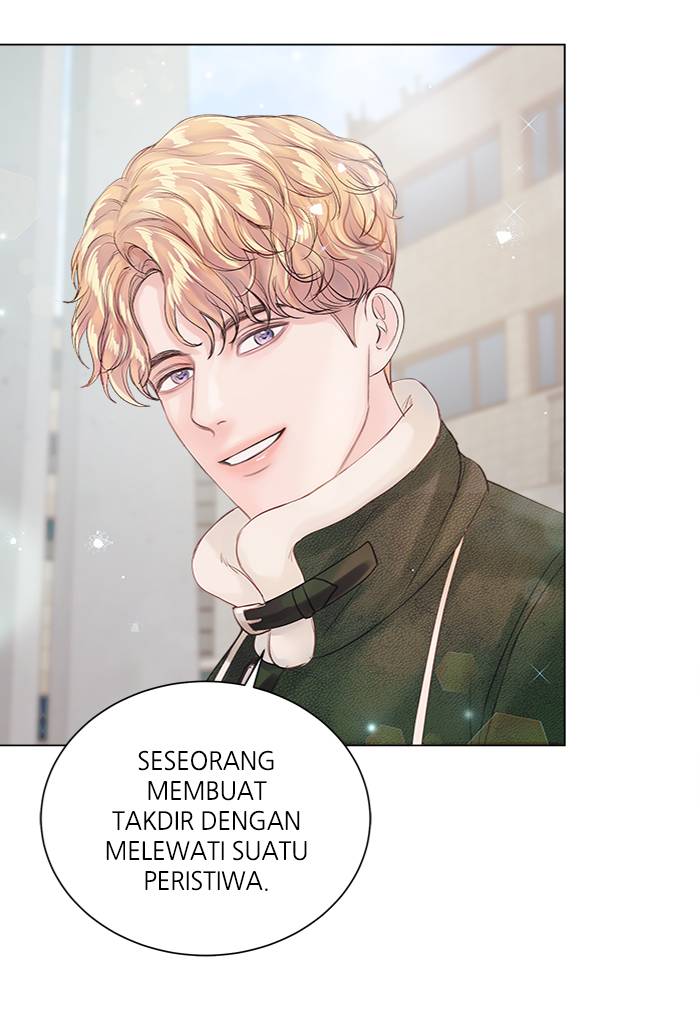 SESEORANG
MEMBUAT
TAKDIR DENGAN
MELEWATI SUATU
PERISTIWA.